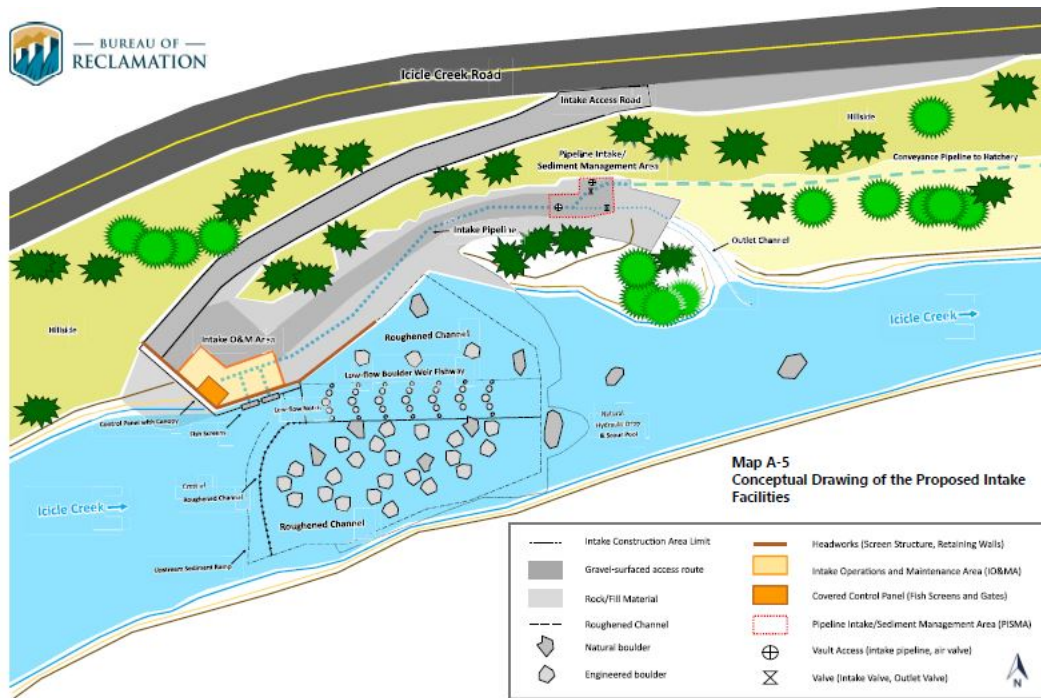 BUREAU OF
RECLAMATION
Icicle Creek Road
Intake Access Road
Hillside
Pipeline Intake/
Sediment Management Area
Conveyance Pipeline to Hatchery
Intake Pipeline
Outlet Channel
Hillside
Intake O&M Area
Roughened Channel
Icicle Creek
Low-flow Boulder Weir Fishway
Low-flow Notch
Control Panel with Canopy
Fish Screens
Natural
Hydraulic Drop
& Scour Pool
Crest of
Roughened Channel
Icicle Creek
Roughened Channel
Upstream Sediment Ramp
Map A-5
Conceptual Drawing of the Proposed Intake
Facilities
Intake Construction Area Limit
Gravel-surfaced access route
Rock/Fill Material
Roughened Channel
Natural boulder
Engineered boulder
Headworks (Screen Structure, Retaining Walls)
Intake Operations and Maintenance Area (IO&MA)
Covered Control Panel (Fish Screens and Gates)
Pipeline Intake/Sediment Management Area (PISMA)
Vault Access (intake pipeline, air valve)
Valve (Intake Valve, Outlet Valve)
N